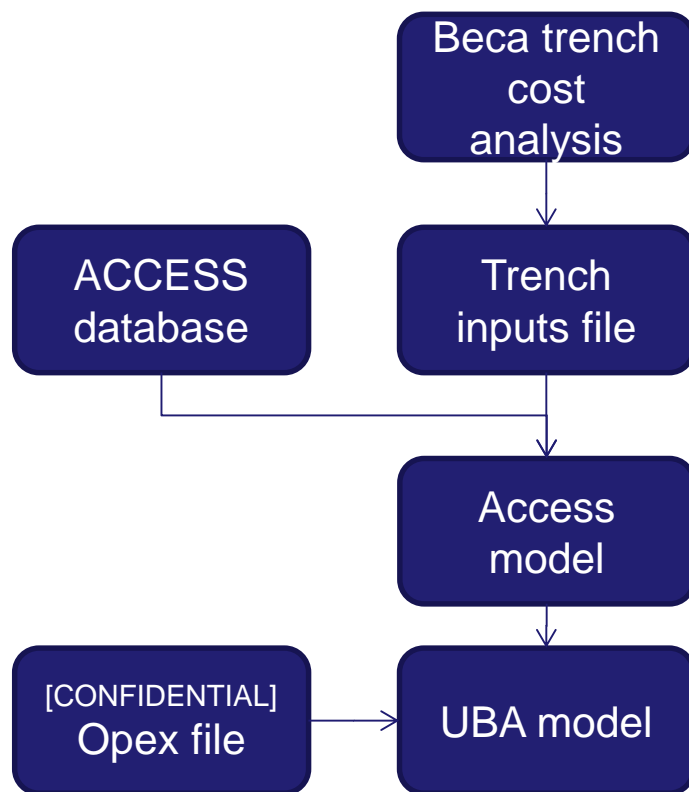 Beca trench
cost
analysis
ACCESS
database
Trench
inputs file
Access
model
[CONFIDENTIAL]
Opex file
UBA model